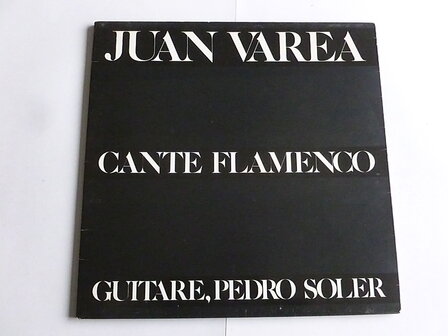 JUAN VAREA
CANTE FLAMENCO
GUITARE, PEDRO SOLER